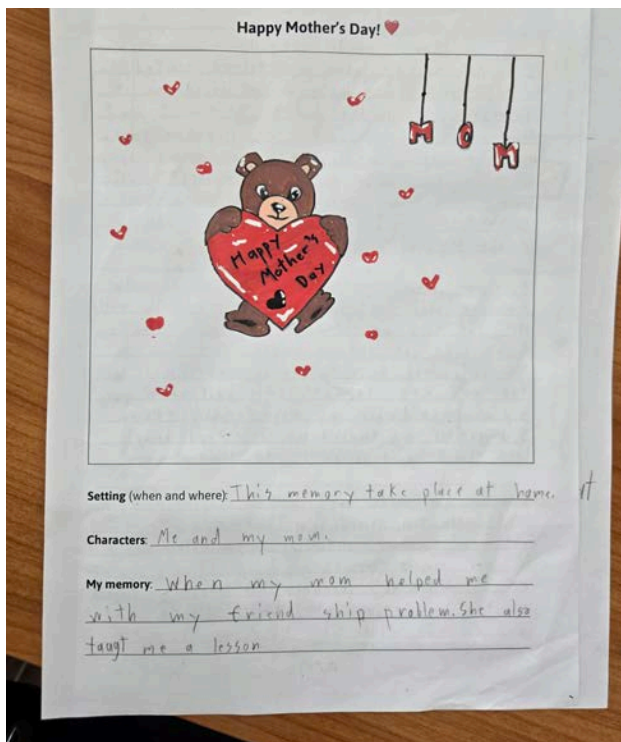 Happy Mother's Day! ❤
M O M
Happy
Mother's
Day
Setting (when and where): This memory take place at home.
Characters: Me and my mom.
My memory: When my mom helped me
with my friend ship problem. She also
taugt me a lesson